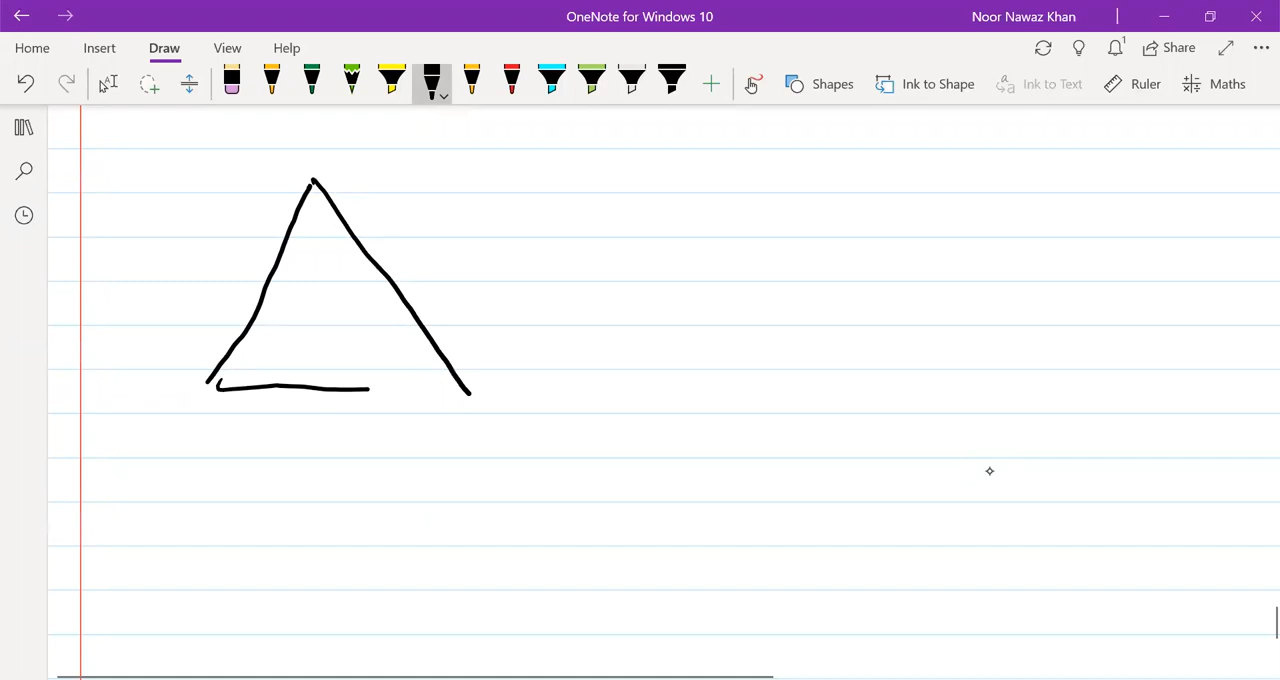 OneNote for Windows 10
Noor Nawaz Khan
Home Insert Draw View Help
1
Share
Shapes
Ink to Shape
Ink to Text
Ruler
Maths